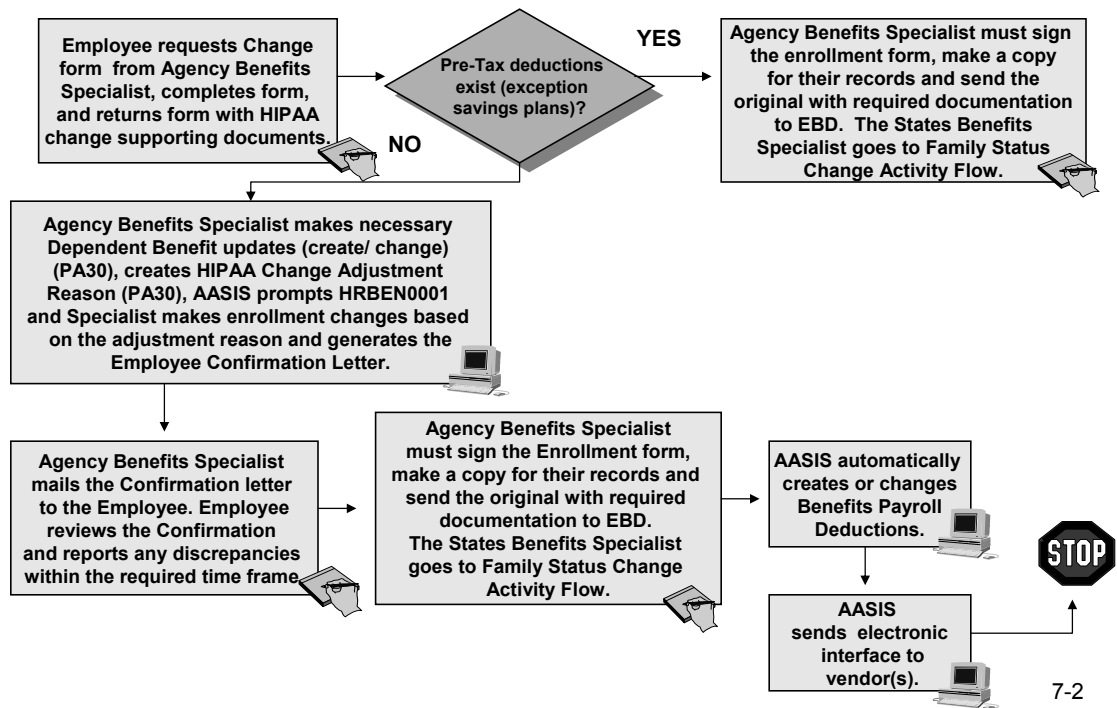 Employee requests Change
form from Agency Benefits
Specialist, completes form,
and returns form with HIPAA
change supporting documents.
Pre-Tax deductions
exist (exception
savings plans)?
YES
NO
Agency Benefits Specialist must sign
the enrollment form, make a copy
for their records and send the
original with required documentation
to EBD. The States Benefits
Specialist goes to Family Status
Change Activity Flow.
Agency Benefits Specialist makes necessary
Dependent Benefit updates (create/ change)
(PA30), creates HIPAA Change Adjustment
Reason (PA30), AASIS prompts HRBEN0001
and Specialist makes enrollment changes based
on the adjustment reason and generates the
Employee Confirmation Letter.
Agency Benefits Specialist
mails the Confirmation letter
to the Employee. Employee
reviews the Confirmation
and reports any discrepancies
within the required time frame
Agency Benefits Specialist
must sign the Enrollment form,
make a copy for their records and
send the original with required
documentation to EBD.
The States Benefits Specialist
goes to Family Status Change
Activity Flow.
AASIS automatically
creates or changes
Benefits Payroll
Deductions.
STOP
AASIS
sends electronic
interface to
vendor(s).
7-2